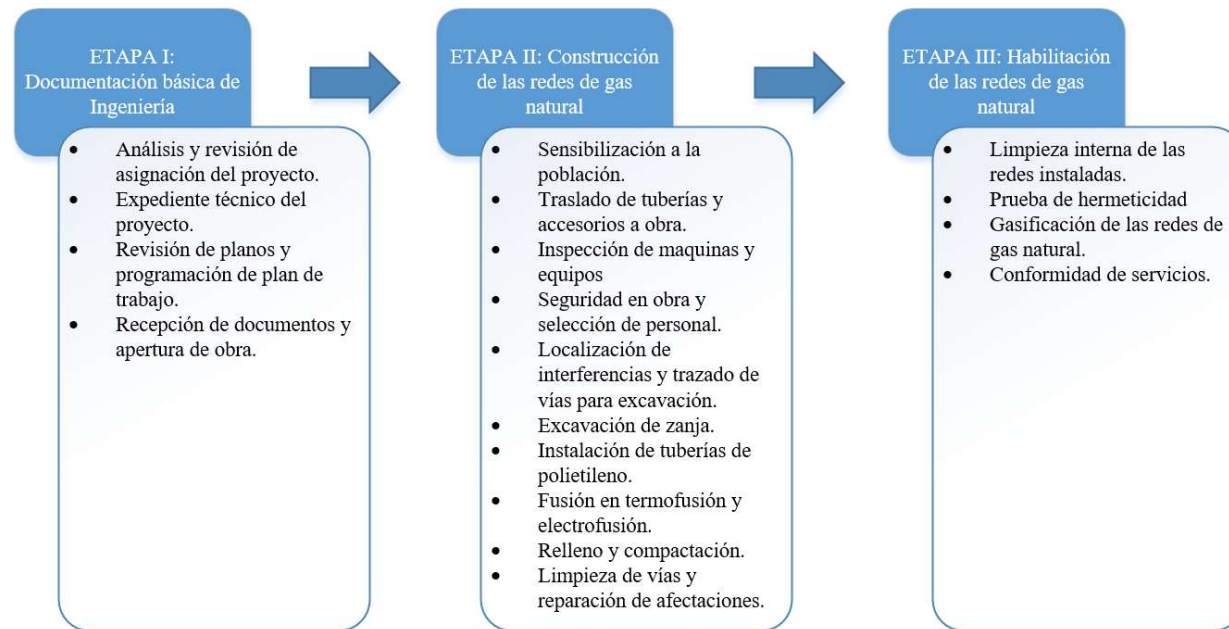 ETAPA I:
Documentación básica de
Ingeniería
• Análisis y revisión de
asignación del proyecto.
• Expediente técnico del
proyecto.
• Revisión de planos y
programación de plan de
trabajo.
• Recepción de documentos y
apertura de obra.
ETAPA II: Construcción
de las redes de gas
natural
• Sensibilización a la
población.
• Traslado de tuberías y
accesorios a obra.
• Inspección de maquinas y
equipos
• Seguridad en obra y
selección de personal.
• Localización de
interferencias y trazado de
vías para excavación.
• Excavación de zanja.
• Instalación de tuberías de
polietileno.
• Fusión en termofusión y
electrofusión.
• Relleno y compactación.
• Limpieza de vías y
reparación de afectaciones.
ETAPA III: Habilitación
de las redes de gas
natural
• Limpieza interna de las
redes instaladas.
• Prueba de hermeticidad
• Gasificación de las redes de
gas natural.
• Conformidad de servicios.